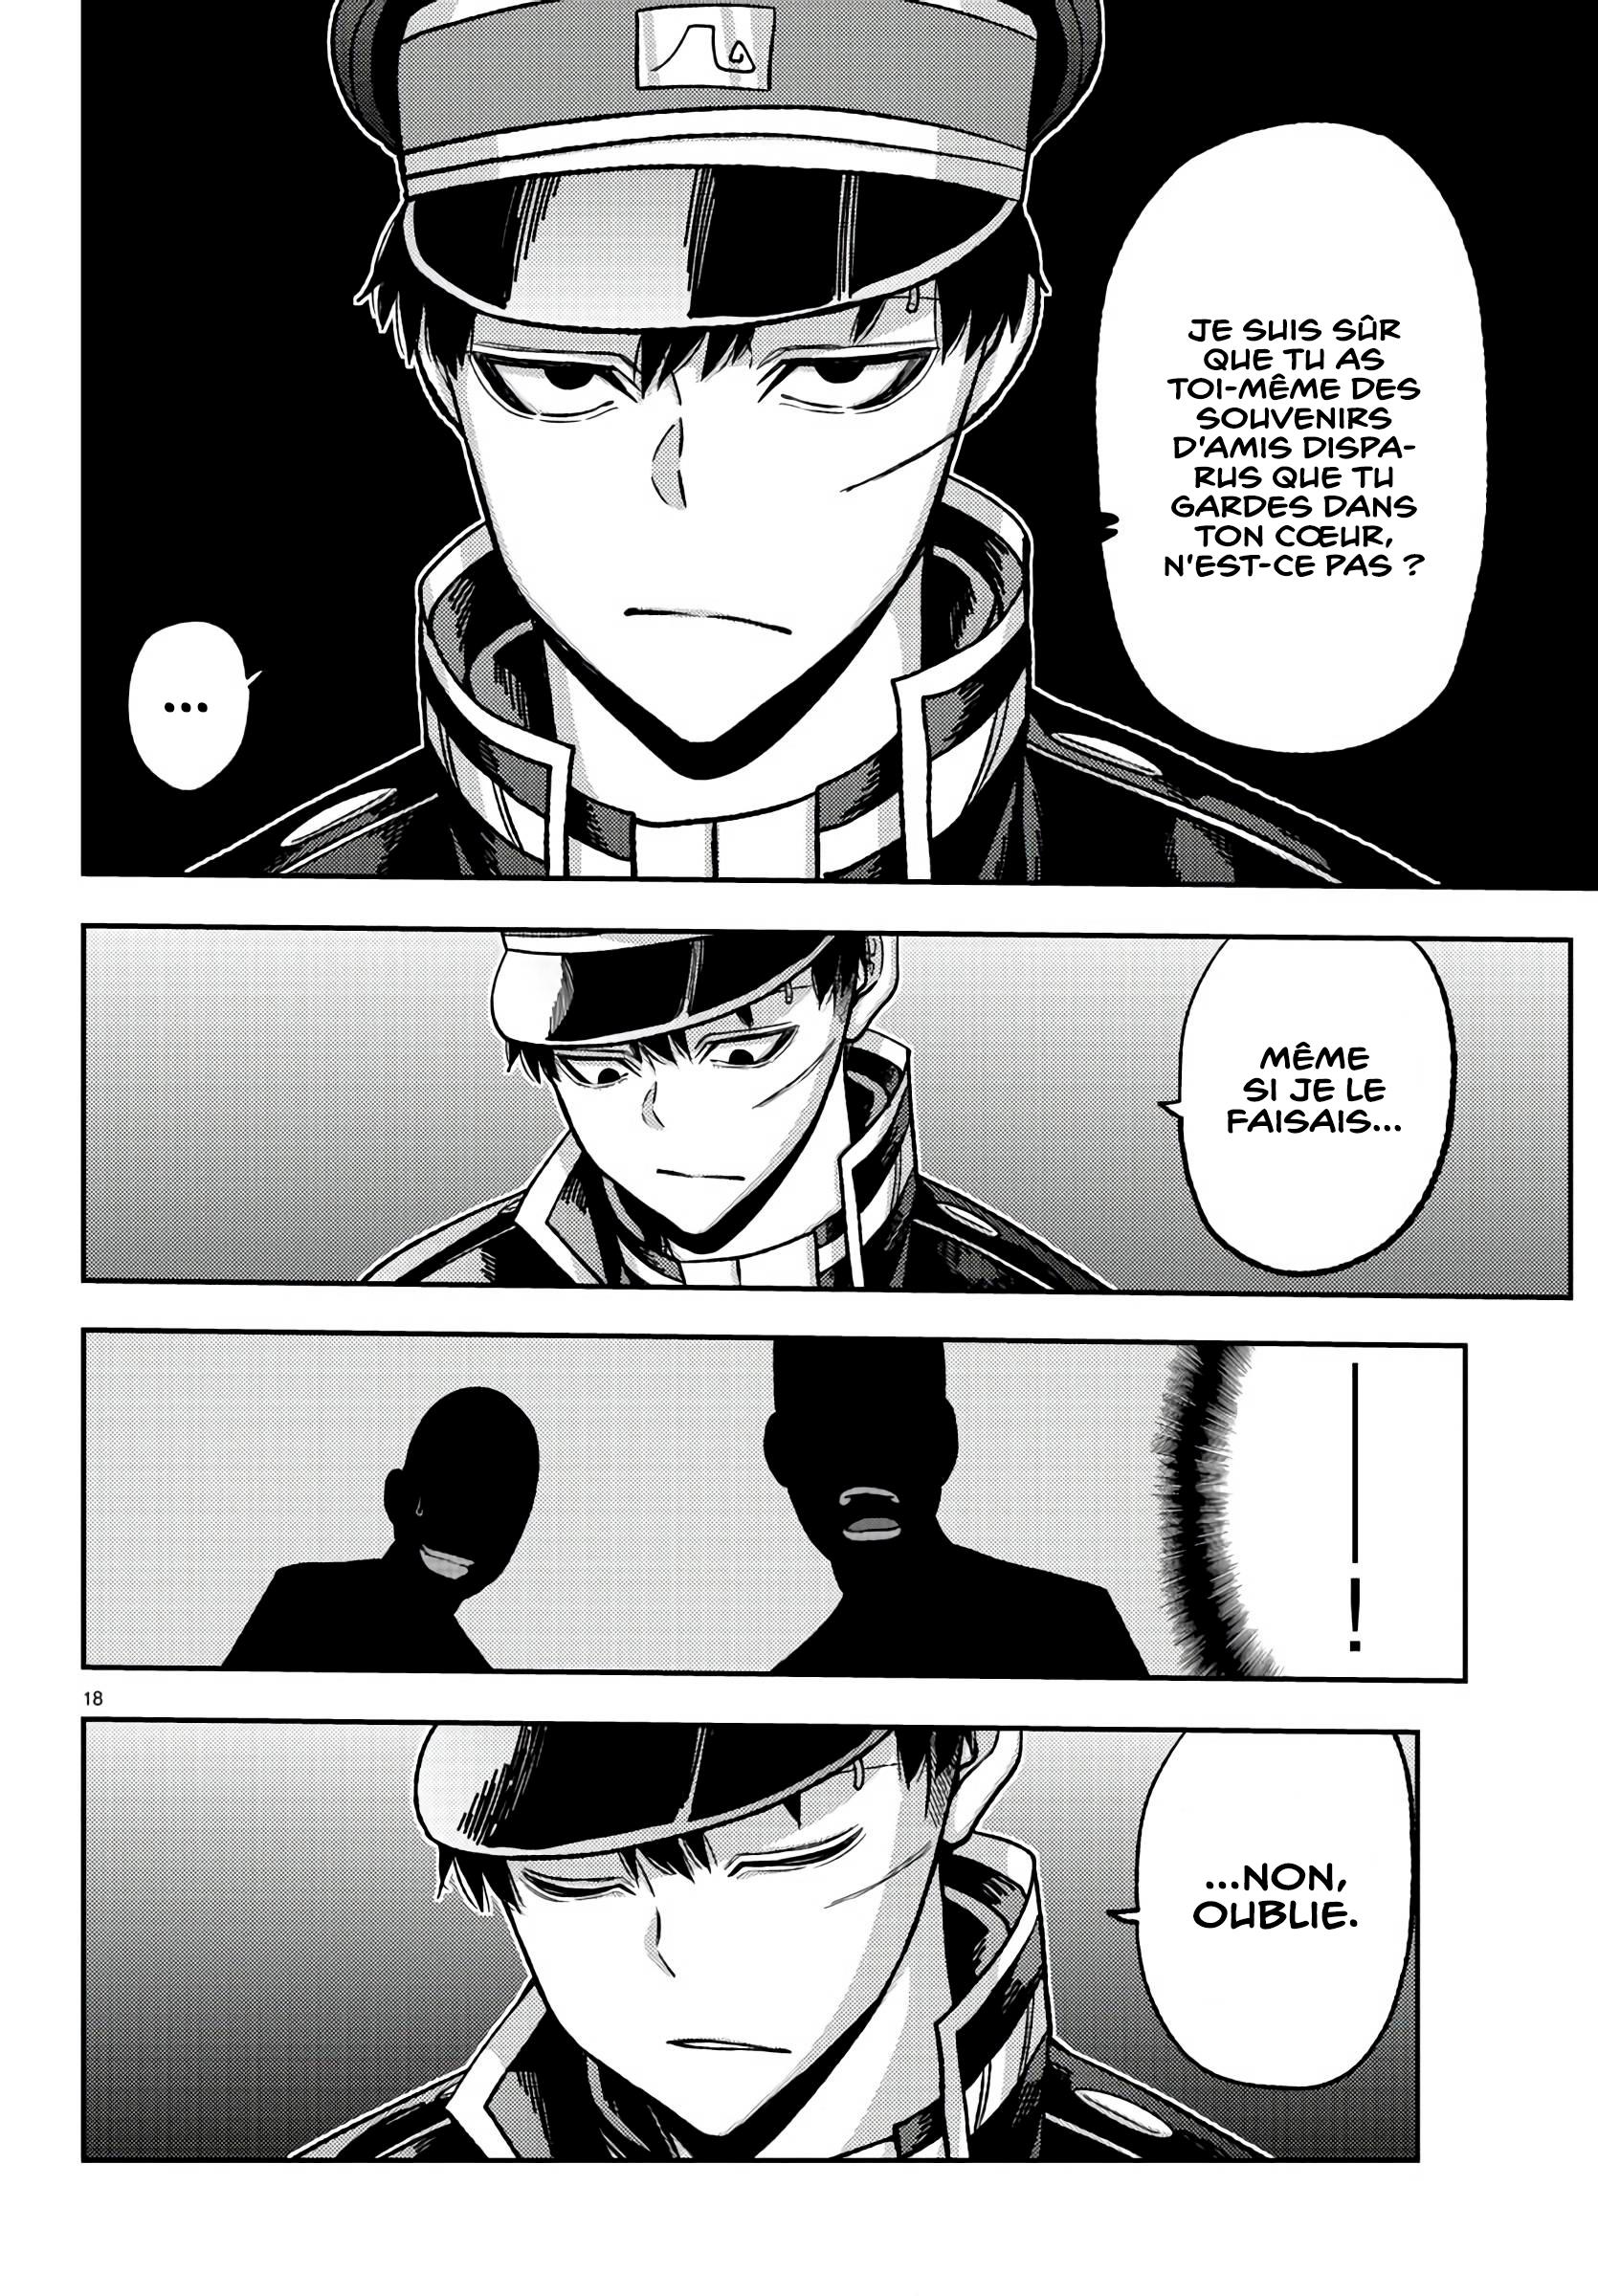 JE SUIS SÛR
QUE TU AS
TOI-MÊME DES
SOUVENIRS
D'AMIS DISPA-
RUS QUE TU
GARDES DANS
TON CŒUR,
N'EST-CE PAS ?
...
MÊME
SI JE LE
FAISAIS...
—!
18
...NON,
OUBLIE.